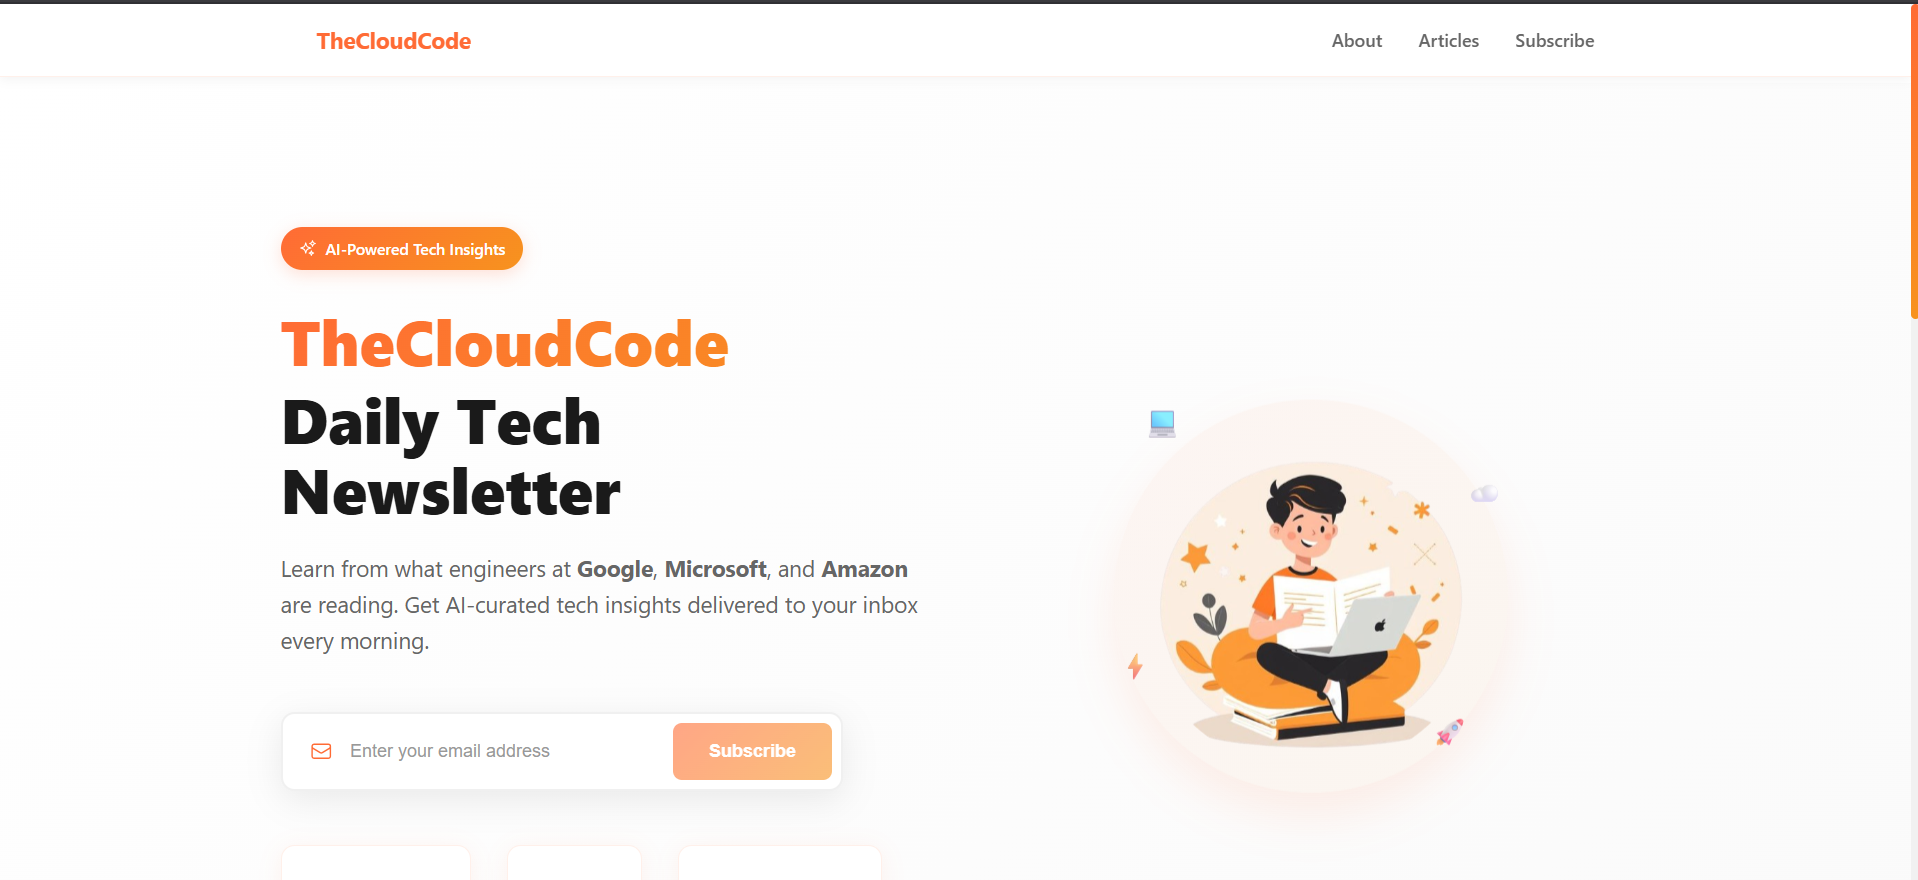 TheCloudCode
About
Articles
Subscribe
AI-Powered Tech Insights
TheCloudCode
Daily Tech
Newsletter
Learn from what engineers at Google, Microsoft, and Amazon
are reading. Get AI-curated tech insights delivered to your inbox
every morning.
Enter your email address
Subscribe